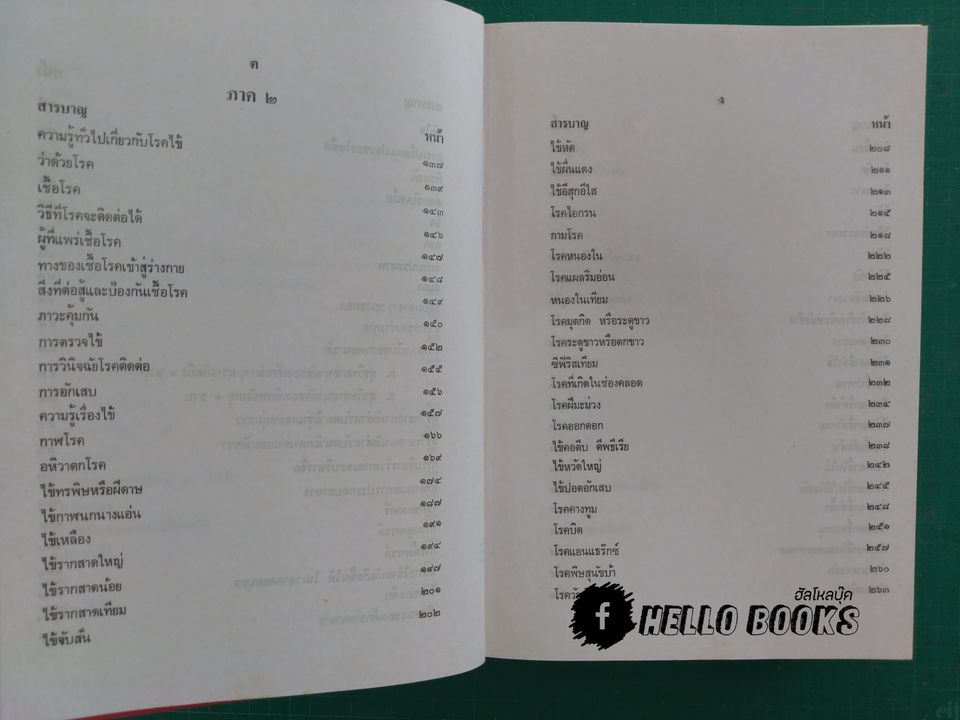 ค
ภาค ๒
สารบาญ หน้า
ความรู้ทั่วไปเกี่ยวกับโรคไข้ ๑๓๗
ว่าด้วยโรค ๑๓๙
เชื้อโรค ๑๔๓
วิธีที่โรคจะติดต่อได้ ๑๔๖
ผู้ที่แพร่เชื้อโรค ๑๔๗
ทางของเชื้อโรคเข้าสู่ร่างกาย ๑๔๘
สิ่งที่ต่อสู้และป้องกันเชื้อโรค ๑๔๙
ภาวะคุ้มกัน ๑๕๐
การตรวจไข้ ๑๕๒
การวินิจฉัยโรคติดต่อ ๑๕๕
การอักเสบ ๑๕๖
ความรู้เรื่องไข้ ๑๕๗
กาฬโรค ๑๖๖
อหิวาตกโรค ๑๖๙
ไข้ทรพิษหรือฝีดาษ ๑๗๔
ไข้กาฬนกนางแอ่น ๑๘๗
ไข้เหลือง ๑๙๑
ไข้รากสาดใหญ่ ๑๙๔
ไข้รากสาดน้อย ๑๙๗
ไข้รากสาดเทียม ๒๐๑
ไข้จับสั่น ๒๐๒
ง
สารบาญ หน้า
ไข้หัด ๒๐๘
ไข้ผื่นแดง ๒๑๑
ไข้อีสุกอีใส ๒๑๓
โรคไอกรน ๒๑๕
กามโรค ๒๑๘
โรคหนองใน ๒๒๒
โรคแผลริมอ่อน ๒๒๕
หนองในเทียม ๒๒๖
โรคมุตกิด หรือระดูขาว ๒๒๘
โรคระดูขาวหรือตกขาว ๒๓๐
ซิฟิริสเทียม ๒๓๑
โรคที่เกิดในช่องคลอด ๒๓๒
โรคฝีมะม่วง ๒๓๔
โรคออกดอก ๒๓๗
ไข้คอตีบ ดีพธีเรีย ๒๓๘
ไข้หวัดใหญ่ ๒๔๒
ไข้ปอดอักเสบ ๒๔๕
โรคคางทูม ๒๔๘
โรคบิด ๒๕๑
โรคแอนแธร๊กซ์ ๒๕๗
โรคพิษสุนัขบ้า ๒๖๐
๒๖๓
ฮัลโหลบุ๊ค
f HELLO BOOKS